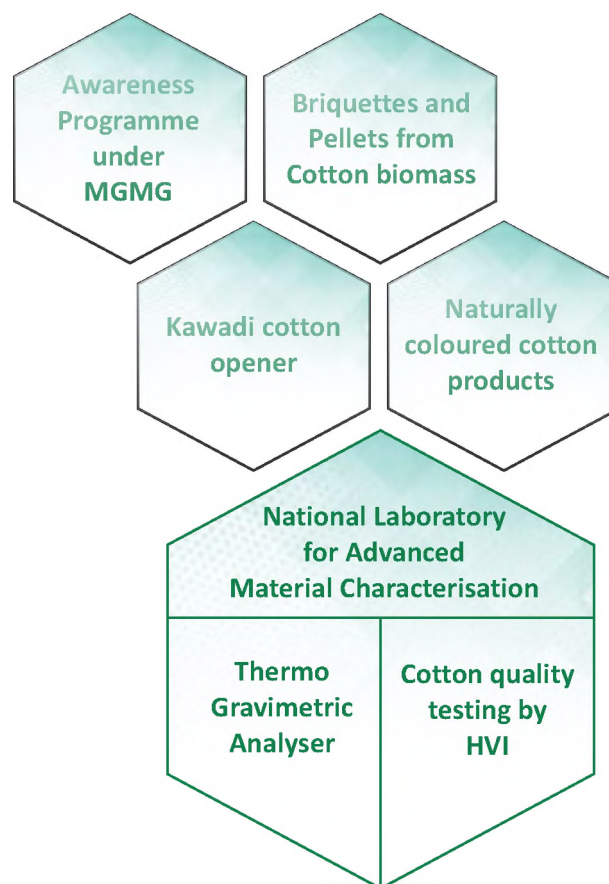 Awareness
Programme
under
MGMG
Briquettes and
Pellets from
Cotton biomass
Kawadi cotton
opener
Naturally
coloured cotton
products
National Laboratory
for Advanced
Material Characterisation
Thermo
Gravimetric
Analyser
Cotton quality
testing by
HVI